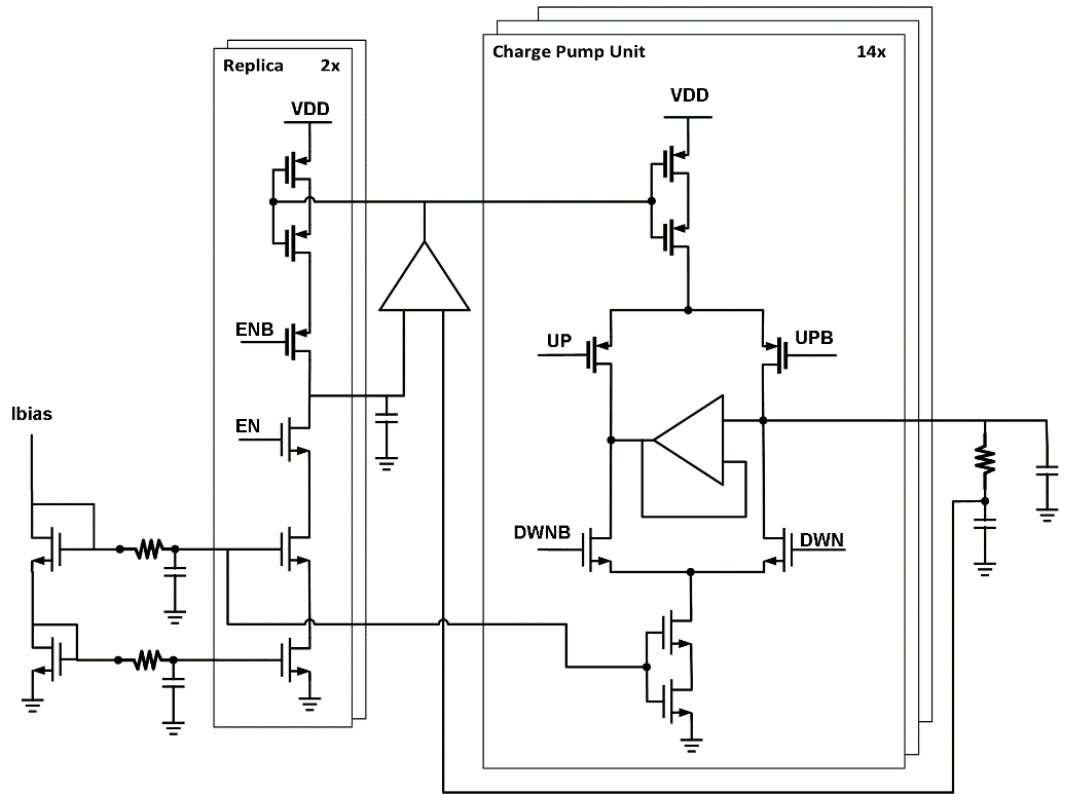 Replica 2x
Charge Pump Unit 14x
VDD
VDD
ENB
UP
UPB
Ibias
EN
DWNB
DWN